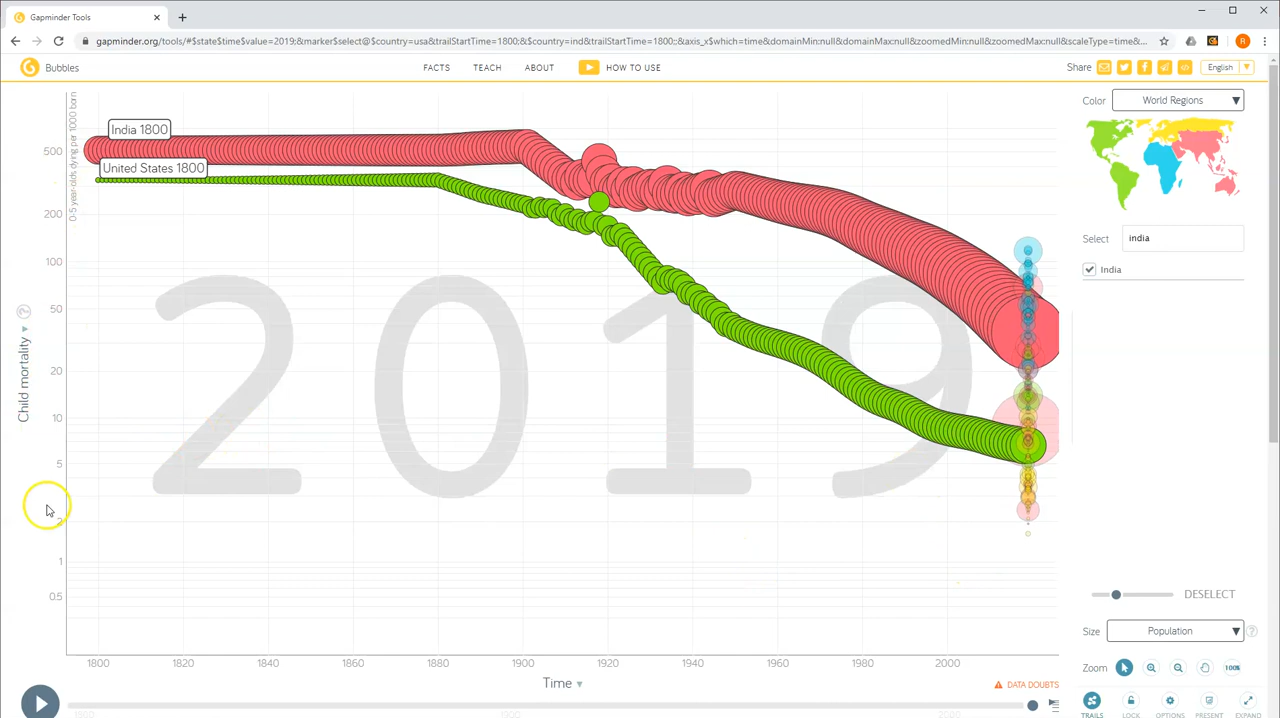 Gapminder Tools
gapminder.org/tools/#$state$time$value=2019;&marker$select@$country=usa&trailStartTime=1800;&$country=ind&trailStartTime=1800;;&axis_x$which=time&domainMin:null&domainMax:null&zoomedMin:null&zoomedMax:null&scaleType=time&...
R
Bubbles
FACTS
TEACH
ABOUT
HOW TO USE
Share
English
Color
World Regions
Select
india
India
0-5 year-olds dying per 1000 born
Child mortality
?
500
200
100
50
20
10
5
2
1
0.5
India 1800
United States 1800
2019
1800
1820
1840
1860
1880
1900
1920
1940
1960
1980
2000
Time
DATA DOUBTS
1900
2000
DESELECT
Size
Population
?
Zoom
100%
TRAILS
LOCK
OPTIONS
PRESENT
EXPAND